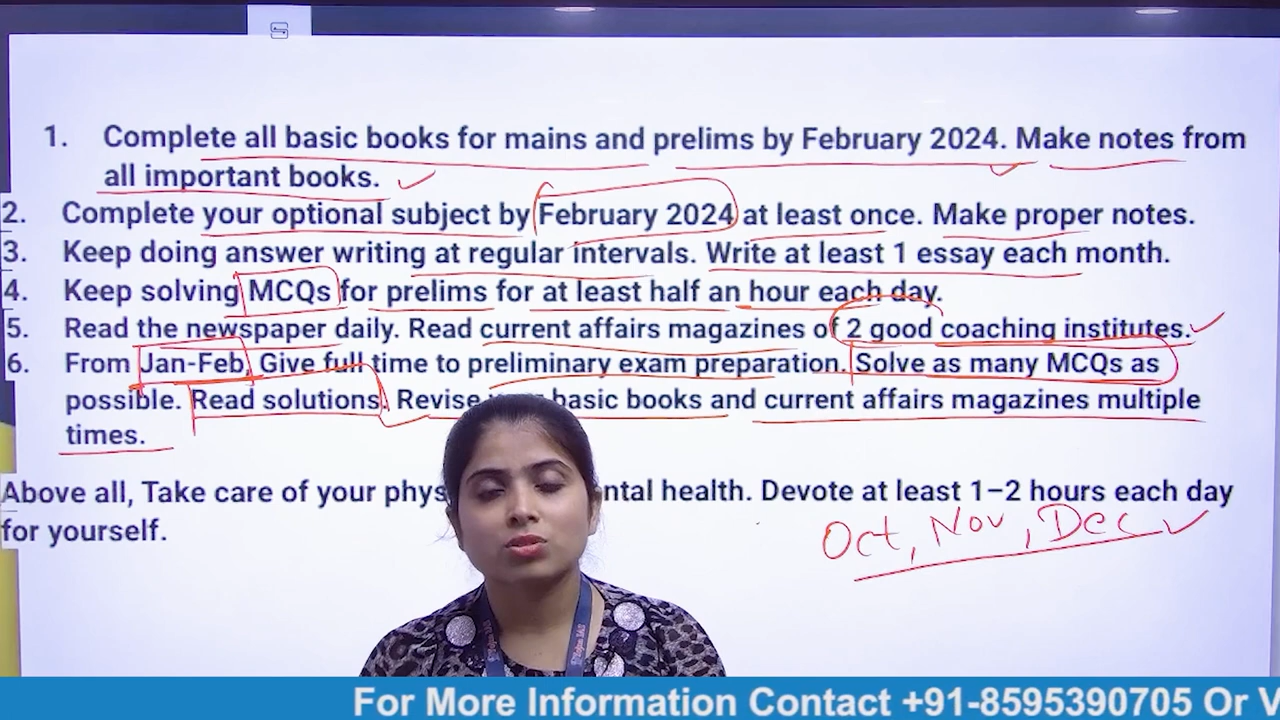 1. Complete all basic books for mains and prelims by February 2024. Make notes from
all important books.
2. Complete your optional subject by February 2024 at least once. Make proper notes.
3. Keep doing answer writing at regular intervals. Write at least 1 essay each month.
4. Keep solving MCQs for prelims for at least half an hour each day.
5. Read the newspaper daily. Read current affairs magazines of 2 good coaching institutes.
6. From Jan-Feb, Give full time to preliminary exam preparation. Solve as many MCQs as
possible. Read solutions. Revise basic books and current affairs magazines multiple
times.
Above all, Take care of your phys ntal health. Devote at least 1–2 hours each day
for yourself.
Oct, Nov, Dec
For More Information Contact +91-8595390705 Or V